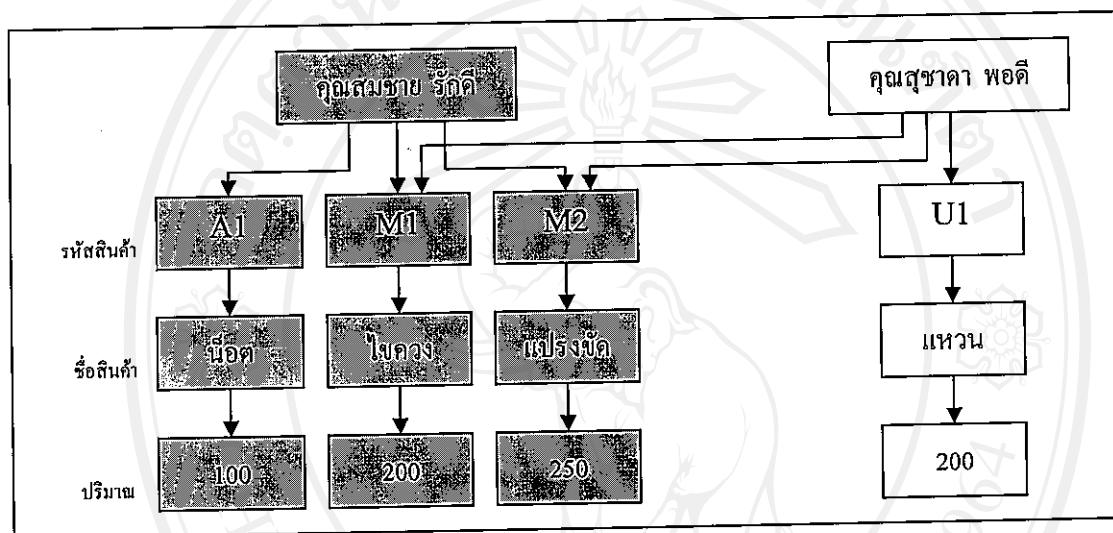 คุณสมชาย รักดี
คุณสุชาดา พอดี
รหัสสินค้า A1 M1 M2 U1
ชื่อสินค้า น็อต ไขควง แปรงขัด แหวน
ปริมาณ 100 200 250 200